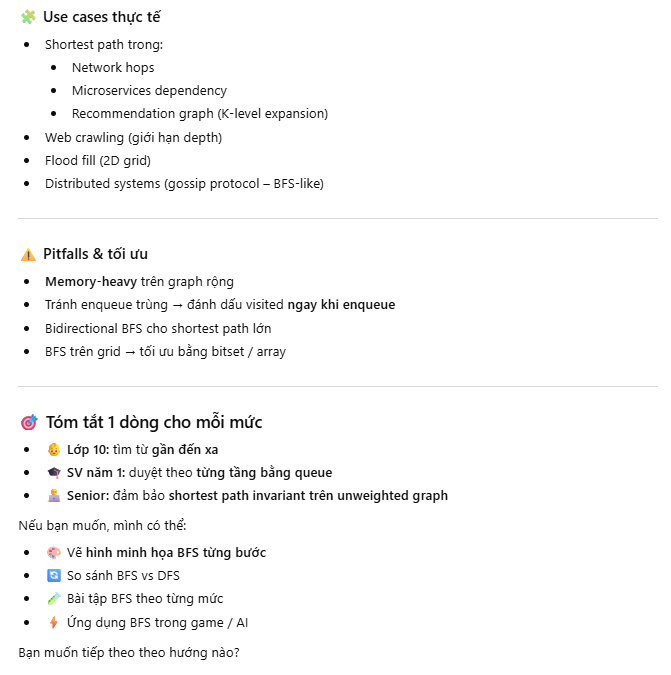 🧩 Use cases thực tế
• Shortest path trong:
• Network hops
• Microservices dependency
• Recommendation graph (K-level expansion)
• Web crawling (giới hạn depth)
• Flood fill (2D grid)
• Distributed systems (gossip protocol – BFS-like)
⚠️ Pitfalls & tối ưu
• Memory-heavy trên graph rộng
• Tránh enqueue trùng → đánh dấu visited ngay khi enqueue
• Bidirectional BFS cho shortest path lớn
• BFS trên grid → tối ưu bằng bitset / array
🎯 Tóm tắt 1 dòng cho mỗi mức
• 👶 Lớp 10: tìm từ gần đến xa
• 🎓 SV năm 1: duyệt theo từng tầng bằng queue
• 🧑‍💻 Senior: đảm bảo shortest path invariant trên unweighted graph
Nếu bạn muốn, mình có thể:
• 🎨 Vẽ hình minh họa BFS từng bước
• 🔄 So sánh BFS vs DFS
• 🧪 Bài tập BFS theo từng mức
• ⚡ Ứng dụng BFS trong game / AI
Bạn muốn tiếp theo theo hướng nào?